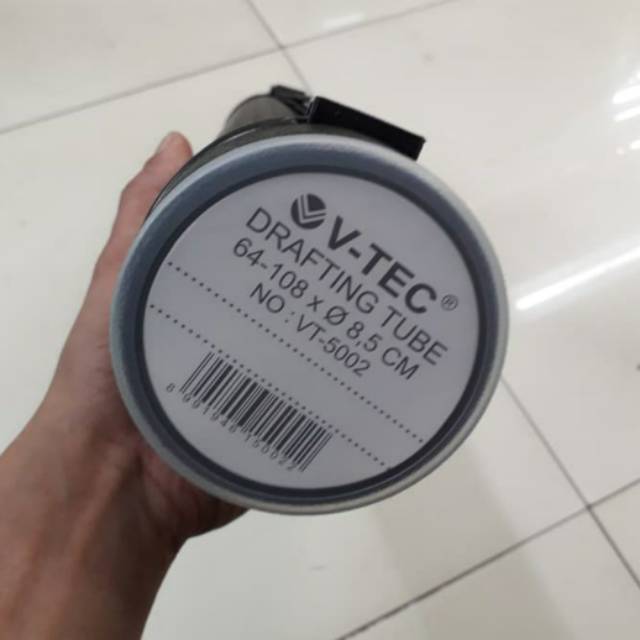 V-TEC®
DRAFTING TUBE
64-108 x Ø 8,5 CM
NO : VT-5002